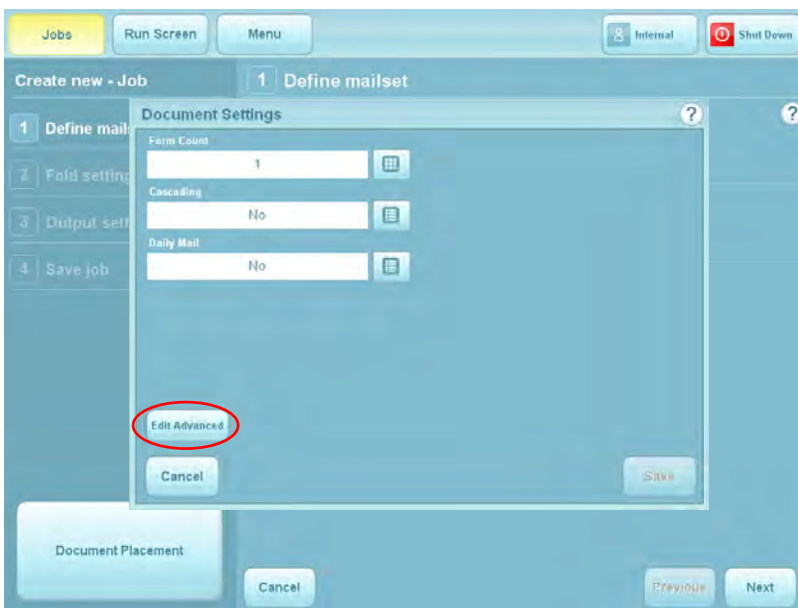 Jobs
Run Screen
Menu
Internal
Shut Down
Create new - Job
1 Define mailset
1 Define mails
2 Fold setting
3 Output sett
4 Save job
Document Settings
?
?
Form Count
1
Cascading
No
Daily Mail
No
Edit Advanced
Cancel
Save
Document Placement
Cancel
Previous
Next